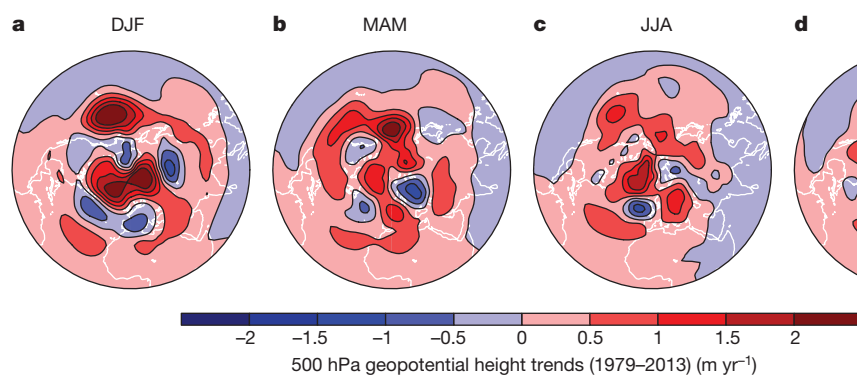 a DJF b MAM c JJA d
−2 −1.5 −1 −0.5 0 0.5 1 1.5 2
500 hPa geopotential height trends (1979–2013) (m yr⁻¹)